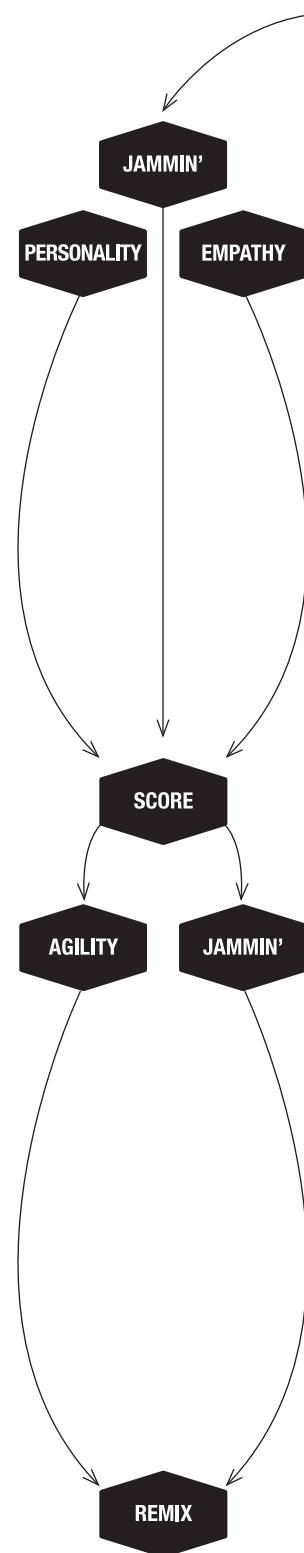 JAMMIN'
PERSONALITY
EMPATHY
SCORE
AGILITY
JAMMIN'
REMIX